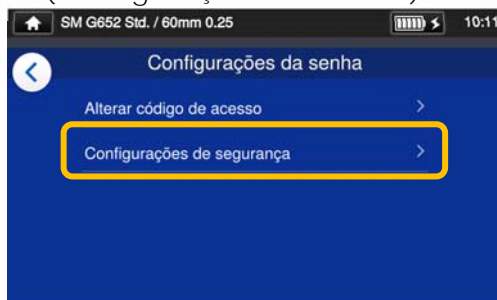 SM G652 Std. / 60mm 0.25 10:11
Configurações da senha
Alterar código de acesso
Configurações de segurança